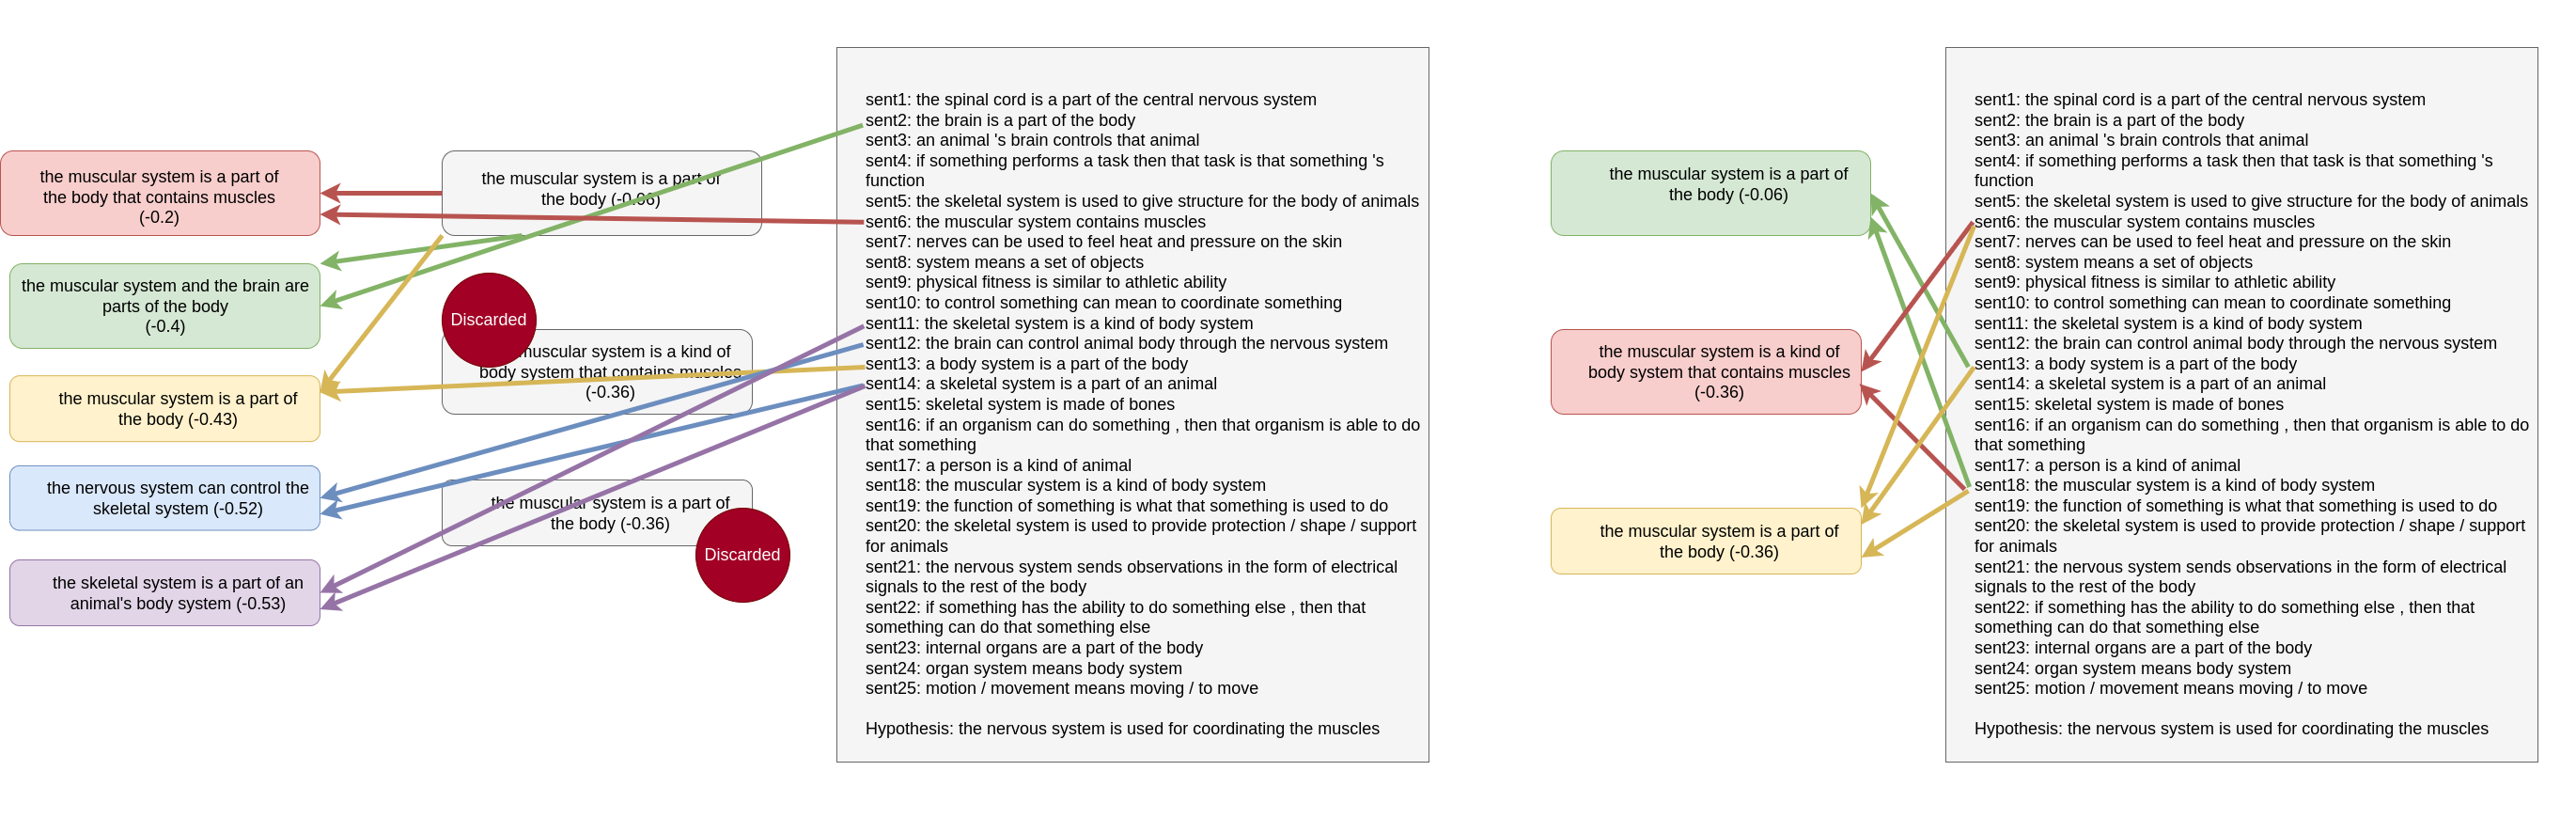 the muscular system is a part of
the body that contains muscles
(-0.2)
the muscular system and the brain are
parts of the body
(-0.4)
the muscular system is a part of
the body (-0.43)
the nervous system can control the
skeletal system (-0.52)
the skeletal system is a part of an
animal's body system (-0.53)
the muscular system is a part of
the body (-0.06)
Discarded
muscular system is a kind of
body system that contains muscles
(-0.36)
the muscular system is a part of
the body (-0.36)
Discarded
sent1: the spinal cord is a part of the central nervous system
sent2: the brain is a part of the body
sent3: an animal 's brain controls that animal
sent4: if something performs a task then that task is that something 's
function
sent5: the skeletal system is used to give structure for the body of animals
sent6: the muscular system contains muscles
sent7: nerves can be used to feel heat and pressure on the skin
sent8: system means a set of objects
sent9: physical fitness is similar to athletic ability
sent10: to control something can mean to coordinate something
sent11: the skeletal system is a kind of body system
sent12: the brain can control animal body through the nervous system
sent13: a body system is a part of the body
sent14: a skeletal system is a part of an animal
sent15: skeletal system is made of bones
sent16: if an organism can do something , then that organism is able to do
that something
sent17: a person is a kind of animal
sent18: the muscular system is a kind of body system
sent19: the function of something is what that something is used to do
sent20: the skeletal system is used to provide protection / shape / support
for animals
sent21: the nervous system sends observations in the form of electrical
signals to the rest of the body
sent22: if something has the ability to do something else , then that
something can do that something else
sent23: internal organs are a part of the body
sent24: organ system means body system
sent25: motion / movement means moving / to move
Hypothesis: the nervous system is used for coordinating the muscles
the muscular system is a part of
the body (-0.06)
the muscular system is a kind of
body system that contains muscles
(-0.36)
the muscular system is a part of
the body (-0.36)
sent1: the spinal cord is a part of the central nervous system
sent2: the brain is a part of the body
sent3: an animal 's brain controls that animal
sent4: if something performs a task then that task is that something 's
function
sent5: the skeletal system is used to give structure for the body of animals
sent6: the muscular system contains muscles
sent7: nerves can be used to feel heat and pressure on the skin
sent8: system means a set of objects
sent9: physical fitness is similar to athletic ability
sent10: to control something can mean to coordinate something
sent11: the skeletal system is a kind of body system
sent12: the brain can control animal body through the nervous system
sent13: a body system is a part of the body
sent14: a skeletal system is a part of an animal
sent15: skeletal system is made of bones
sent16: if an organism can do something , then that organism is able to do
that something
sent17: a person is a kind of animal
sent18: the muscular system is a kind of body system
sent19: the function of something is what that something is used to do
sent20: the skeletal system is used to provide protection / shape / support
for animals
sent21: the nervous system sends observations in the form of electrical
signals to the rest of the body
sent22: if something has the ability to do something else , then that
something can do that something else
sent23: internal organs are a part of the body
sent24: organ system means body system
sent25: motion / movement means moving / to move
Hypothesis: the nervous system is used for coordinating the muscles